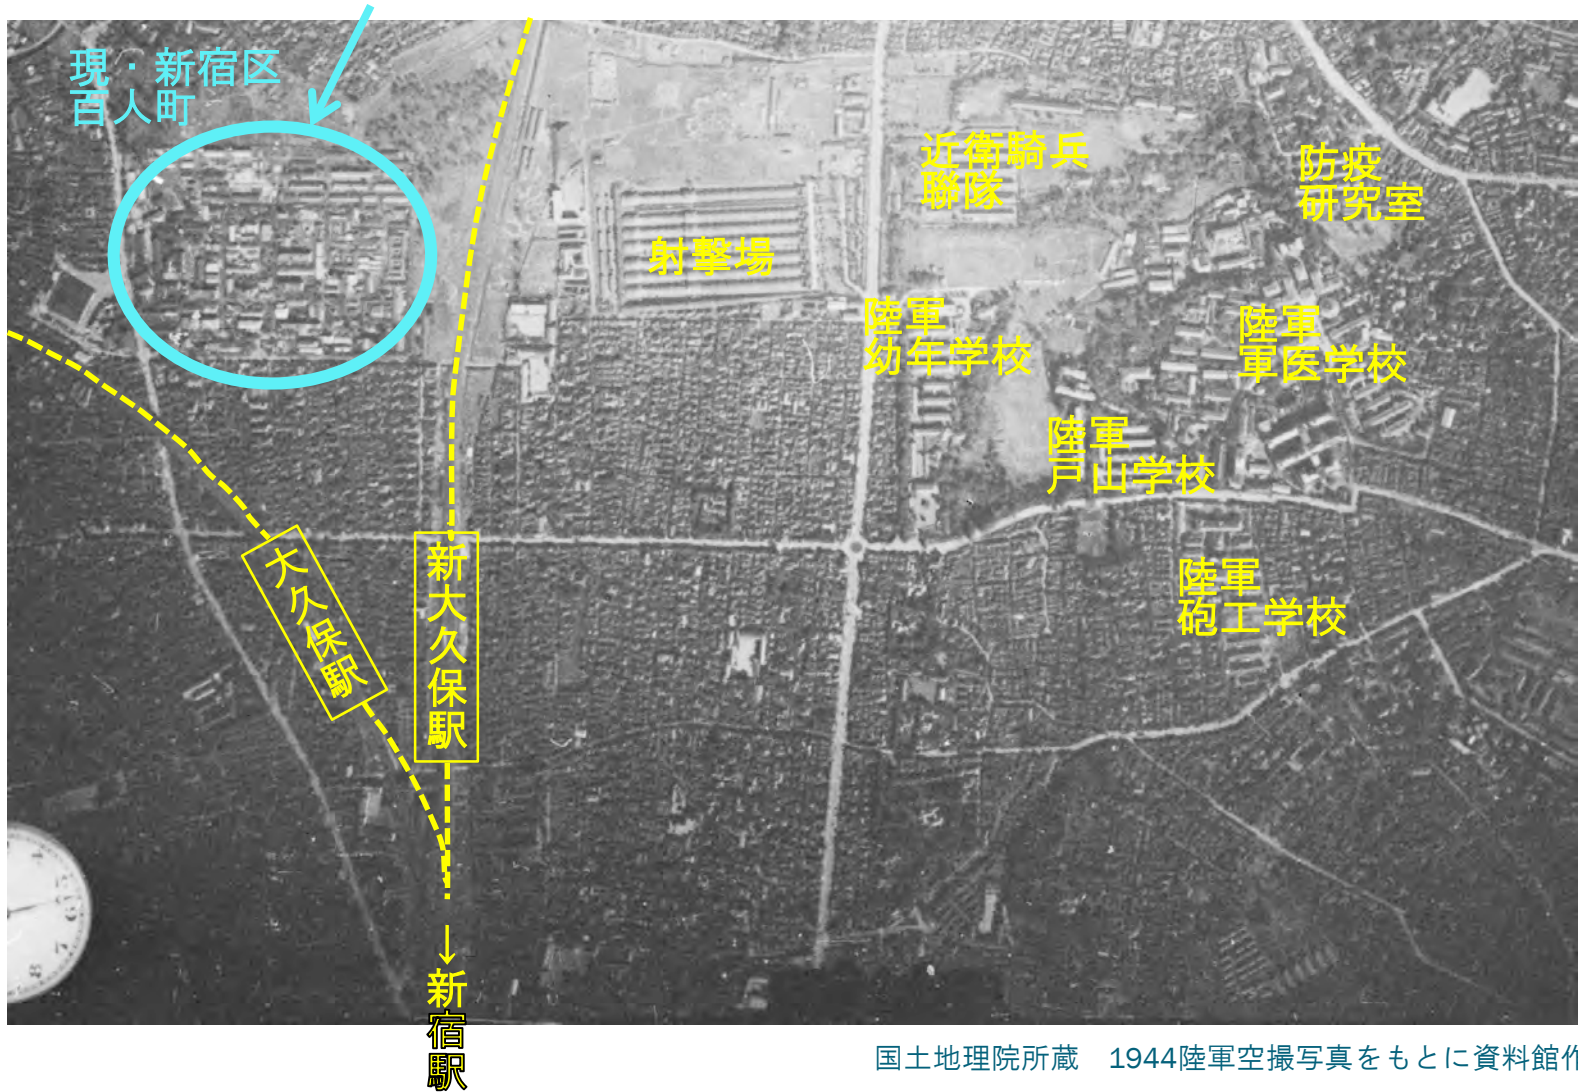 現・新宿区
百人町
近衛騎兵
聯隊
防疫
研究室
射撃場
陸軍
幼年学校
陸軍
軍医学校
陸軍
戸山学校
陸軍
砲工学校
大久保駅
新大久保駅
↓新宿駅
国土地理院所蔵　1944陸軍空撮写真をもとに資料館作